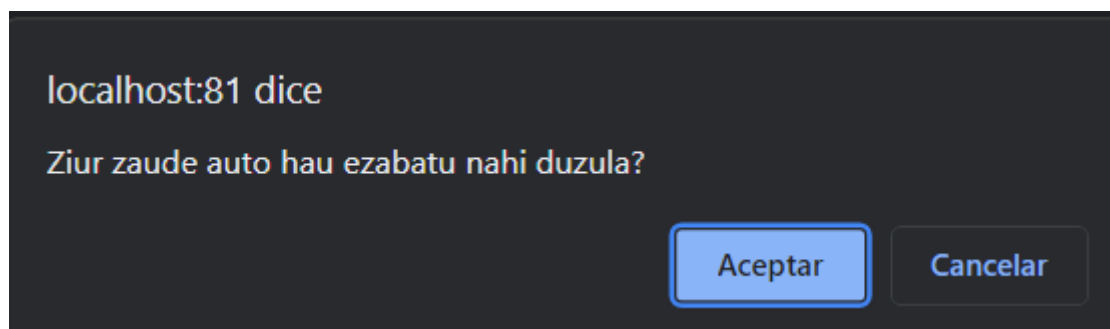 localhost:81 dice
Ziur zaude auto hau ezabatu nahi duzula?
Aceptar Cancelar